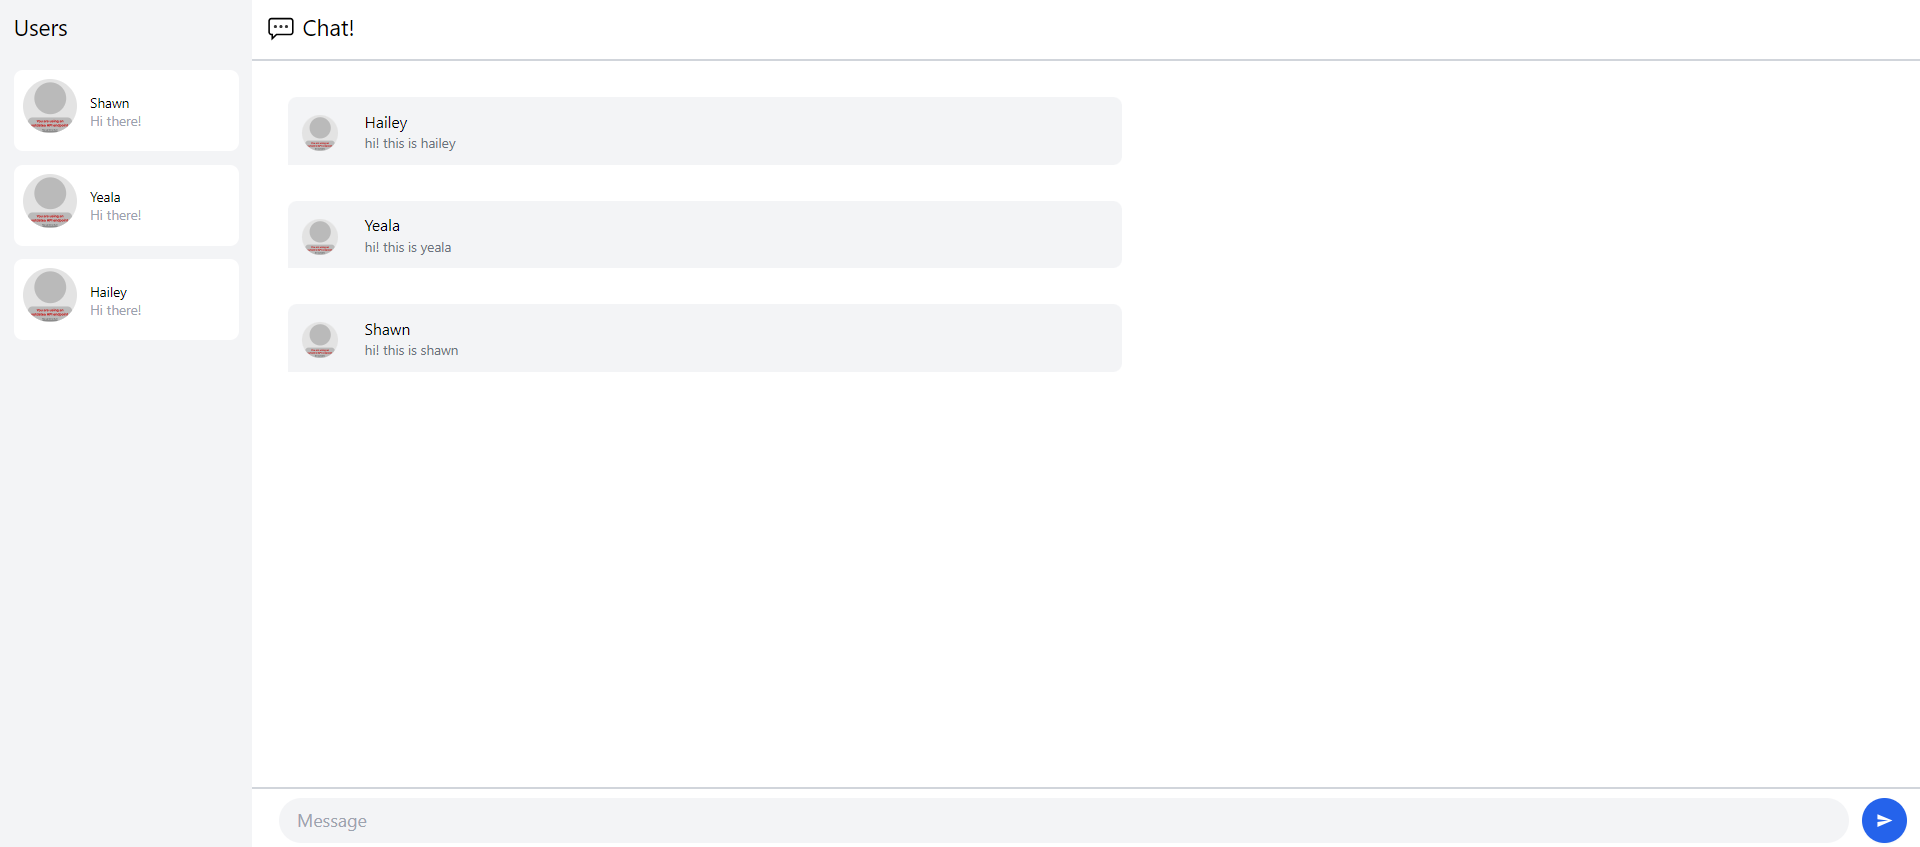 Users
Shawn
Hi there!
Yeala
Hi there!
Hailey
Hi there!
Chat!
Hailey
hi! this is hailey
Yeala
hi! this is yeala
Shawn
hi! this is shawn
Message